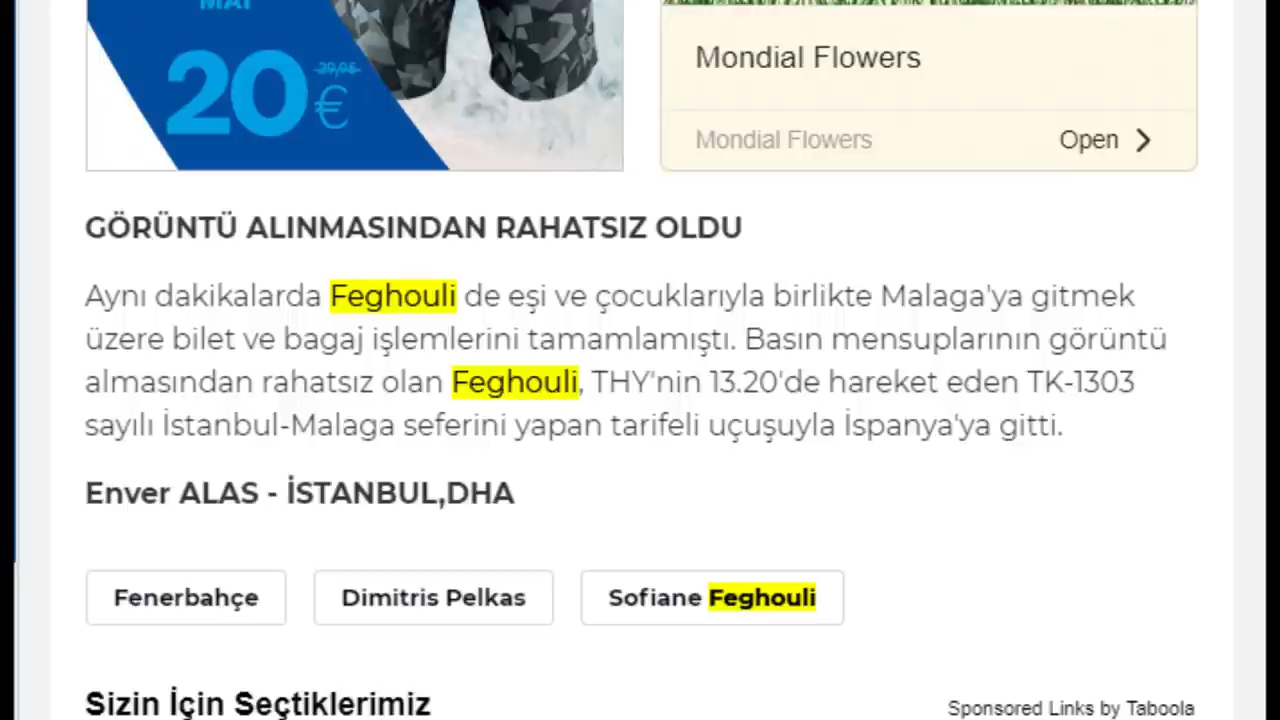 MAI
20
39,95
€
Mondial Flowers
Mondial Flowers
Open
GÖRÜNTÜ ALINMASINDAN RAHATSIZ OLDU
Aynı dakikalarda Feghouli de eşi ve çocuklarıyla birlikte Malaga'ya gitmek
üzere bilet ve bagaj işlemlerini tamamlamıştı. Basın mensuplarının görüntü
almasından rahatsız olan Feghouli, THY'nin 13.20'de hareket eden TK-1303
sayılı İstanbul-Malaga seferini yapan tarifeli uçuşuyla İspanya'ya gitti.
Enver ALAS - İSTANBUL,DHA
Fenerbahçe
Dimitris Pelkas
Sofiane Feghouli
Sizin İçin Seçtiklerimiz
Sponsored Links by Taboola